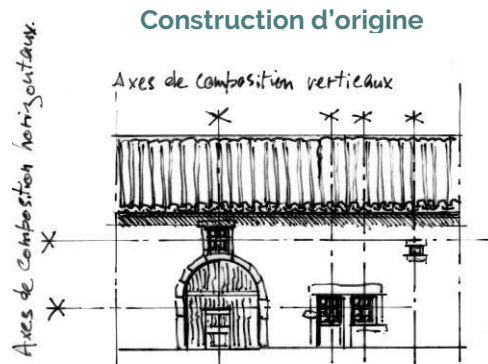 Construction d'origine
Axes de composition verticaux
Axes de composition horizontaux.